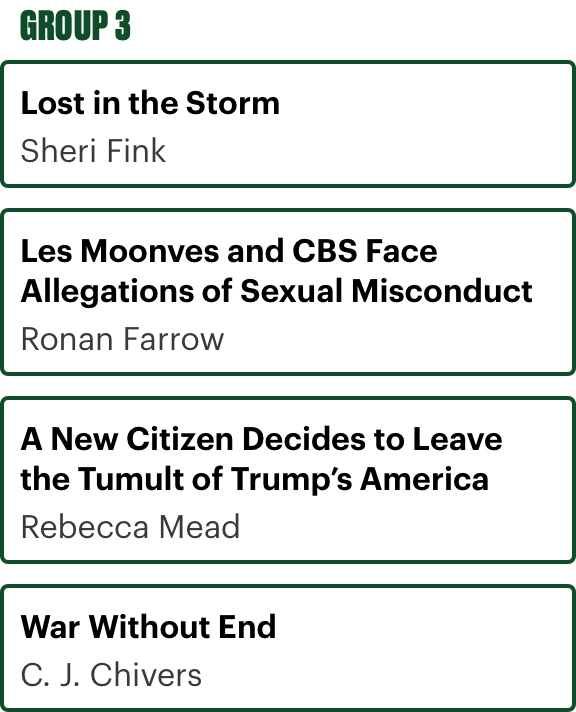 GROUP 3
Lost in the Storm
Sheri Fink
Les Moonves and CBS Face
Allegations of Sexual Misconduct
Ronan Farrow
A New Citizen Decides to Leave
the Tumult of Trump’s America
Rebecca Mead
War Without End
C. J. Chivers